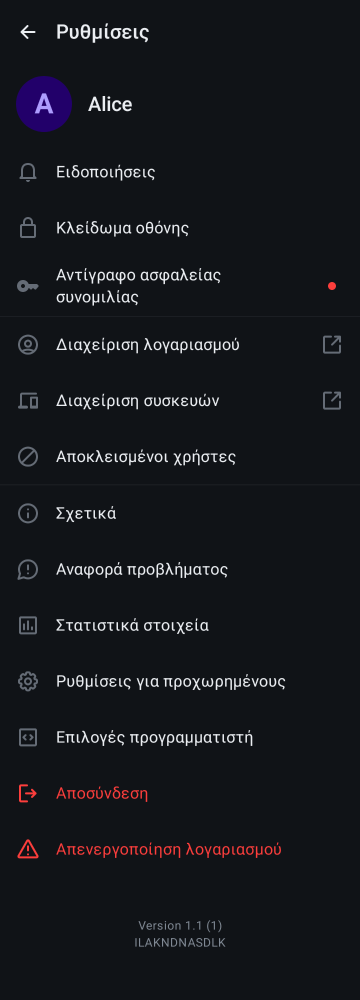 Ρυθμίσεις
A
Alice
Ειδοποιήσεις
Κλείδωμα οθόνης
Αντίγραφο ασφαλείας
συνομιλίας
Διαχείριση λογαριασμού
Διαχείριση συσκευών
Αποκλεισμένοι χρήστες
Σχετικά
Αναφορά προβλήματος
Στατιστικά στοιχεία
Ρυθμίσεις για προχωρημένους
Επιλογές προγραμματιστή
Αποσύνδεση
Απενεργοποίηση λογαριασμού
Version 1.1 (1)
ILAKNDNASDLK